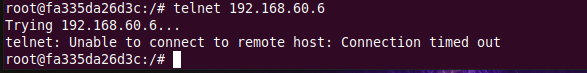 root@fa335da26d3c:/# telnet 192.168.60.6
Trying 192.168.60.6...
telnet: Unable to connect to remote host: Connection timed out
root@fa335da26d3c:/#